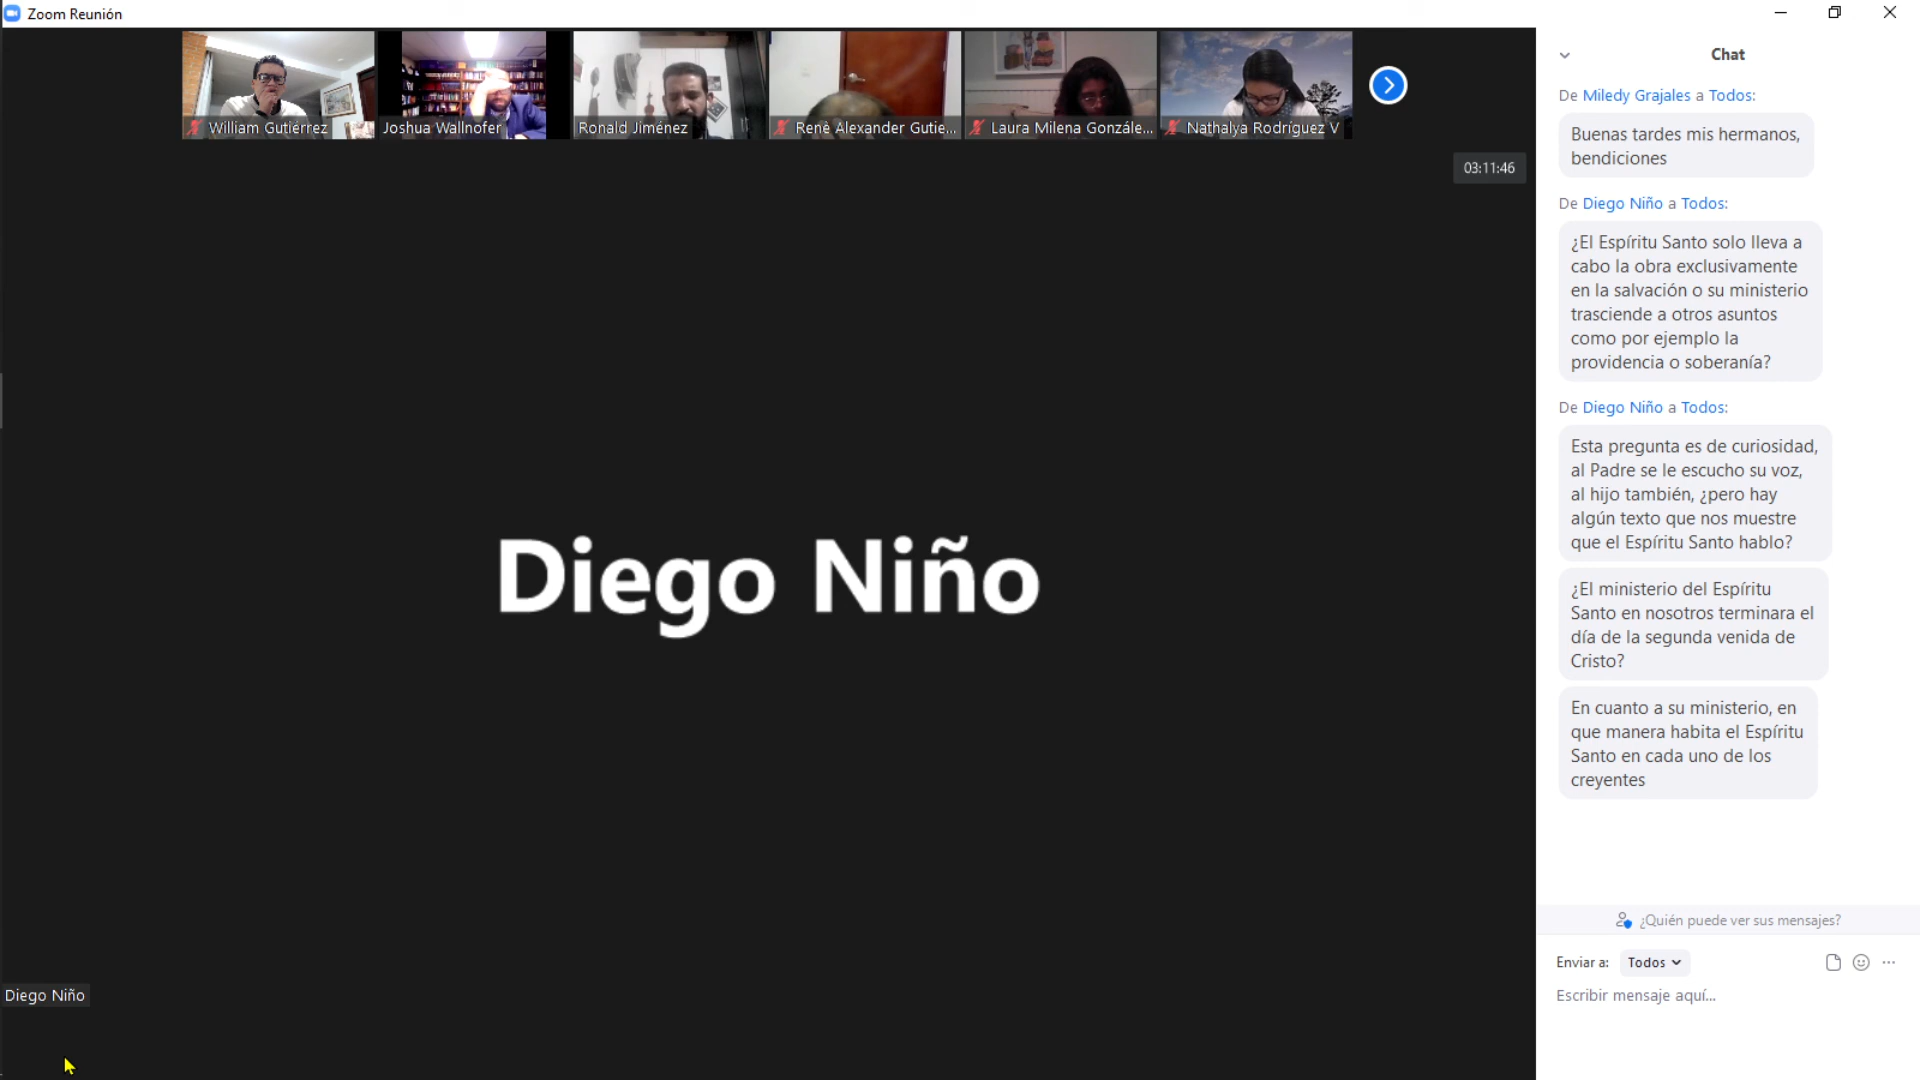 Zoom Reunión
William Gutiérrez
Joshua Wallnofer
Ronald Jiménez
Renè Alexander Gutie...
Laura Milena Gonzále...
Nathalya Rodríguez V
03:11:46
Diego Niño
Diego Niño
Chat
De Miledy Grajales a Todos:
Buenas tardes mis hermanos,
bendiciones
De Diego Niño a Todos:
¿El Espíritu Santo solo lleva a
cabo la obra exclusivamente
en la salvación o su ministerio
trasciende a otros asuntos
como por ejemplo la
providencia o soberanía?
De Diego Niño a Todos:
Esta pregunta es de curiosidad,
al Padre se le escucho su voz,
al hijo también, ¿pero hay
algún texto que nos muestre
que el Espíritu Santo hablo?
¿El ministerio del Espíritu
Santo en nosotros terminara el
día de la segunda venida de
Cristo?
En cuanto a su ministerio, en
que manera habita el Espíritu
Santo en cada uno de los
creyentes
¿Quién puede ver sus mensajes?
Enviar a: Todos
Escribir mensaje aquí...